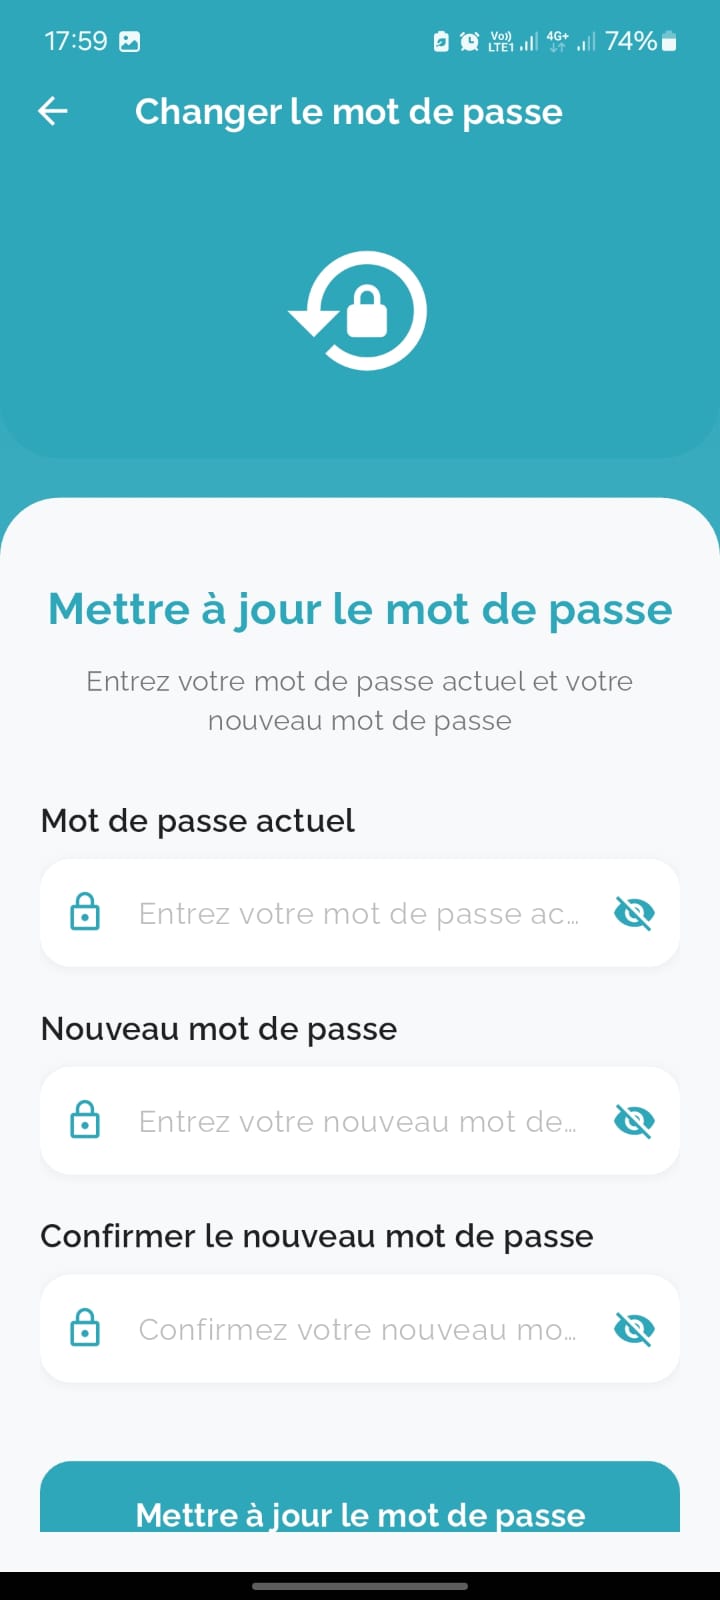 17:59
Vo)) LTE1 4G+ 74%
Changer le mot de passe
Mettre à jour le mot de passe
Entrez votre mot de passe actuel et votre
nouveau mot de passe
Mot de passe actuel
Entrez votre mot de passe ac...
Nouveau mot de passe
Entrez votre nouveau mot de...
Confirmer le nouveau mot de passe
Confirmez votre nouveau mo...
Mettre à jour le mot de passe